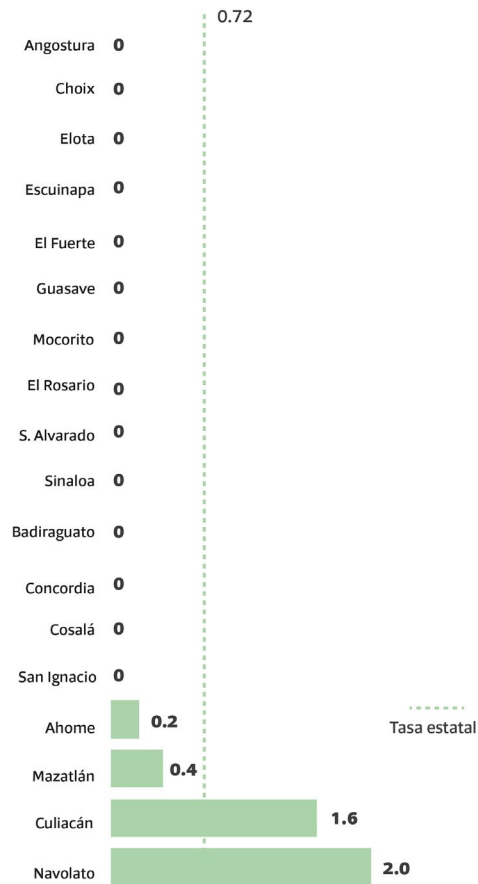 0.72
Angostura 0
Choix 0
Elota 0
Escuinapa 0
El Fuerte 0
Guasave 0
Mocorito 0
El Rosario 0
S. Alvarado 0
Sinaloa 0
Badiraguato 0
Concordia 0
Cosalá 0
San Ignacio 0
Ahome 0.2
Tasa estatal
Mazatlán 0.4
Culiacán 1.6
Navolato 2.0